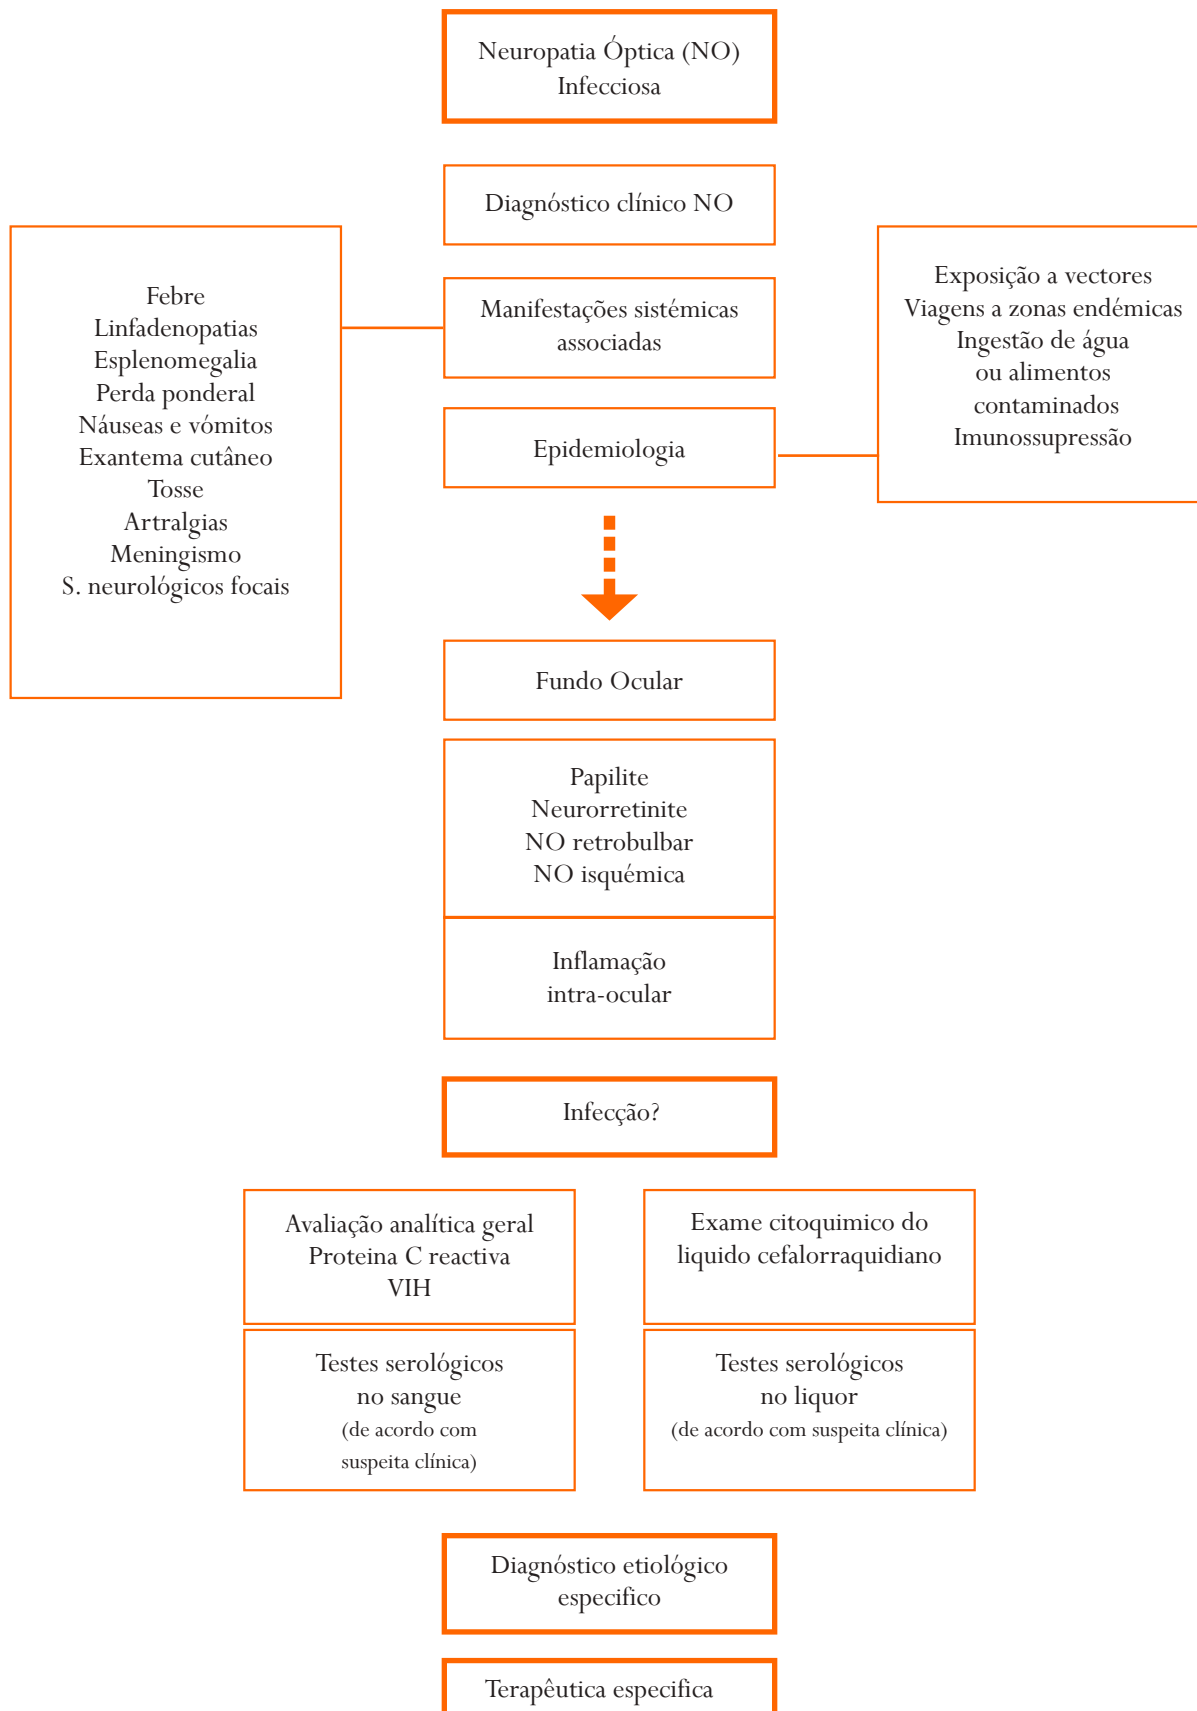 Neuropatia Óptica (NO)
Infecciosa
Diagnóstico clínico NO
Febre
Linfadenopatias
Esplenomegalia
Perda ponderal
Náuseas e vómitos
Exantema cutâneo
Tosse
Artralgias
Meningismo
S. neurológicos focais
Manifestações sistémicas
associadas
Epidemiologia
Exposição a vectores
Viagens a zonas endémicas
Ingestão de água
ou alimentos
contaminados
Imunossupressão
Fundo Ocular
Papilite
Neurorretinite
NO retrobulbar
NO isquémica
Inflamação
intra-ocular
Infecção?
Avaliação analítica geral
Proteina C reactiva
VIH
Exame citoquimico do
liquido cefalorraquidiano
Testes serológicos
no sangue
(de acordo com
suspeita clínica)
Testes serológicos
no liquor
(de acordo com suspeita clínica)
Diagnóstico etiológico
especifico
Terapêutica especifica